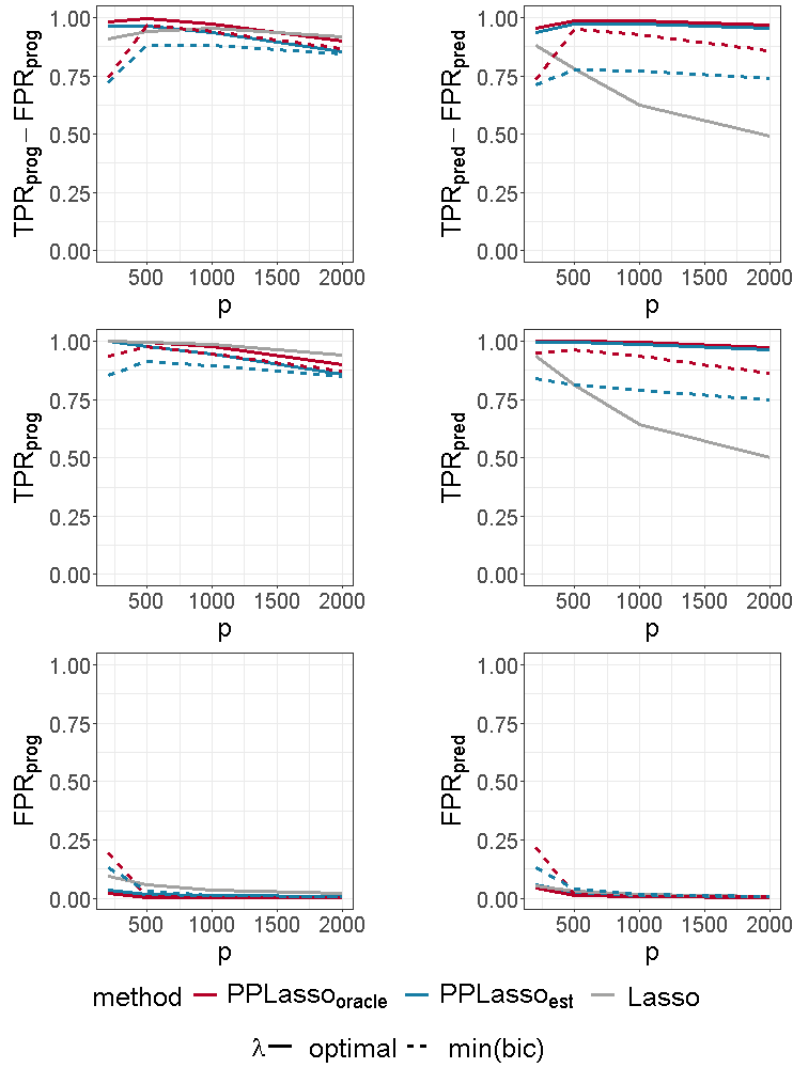 TPRprog − FPRprog
1.00
0.75
0.50
0.25
0.00
500 1000 1500 2000
p
TPRpred − FPRpred
1.00
0.75
0.50
0.25
0.00
500 1000 1500 2000
p
TPRprog
1.00
0.75
0.50
0.25
0.00
500 1000 1500 2000
p
TPRpred
1.00
0.75
0.50
0.25
0.00
500 1000 1500 2000
p
FPRprog
1.00
0.75
0.50
0.25
0.00
500 1000 1500 2000
p
FPRpred
1.00
0.75
0.50
0.25
0.00
500 1000 1500 2000
p
method PPLassooracle PPLassoest Lasso
λ optimal min(bic)